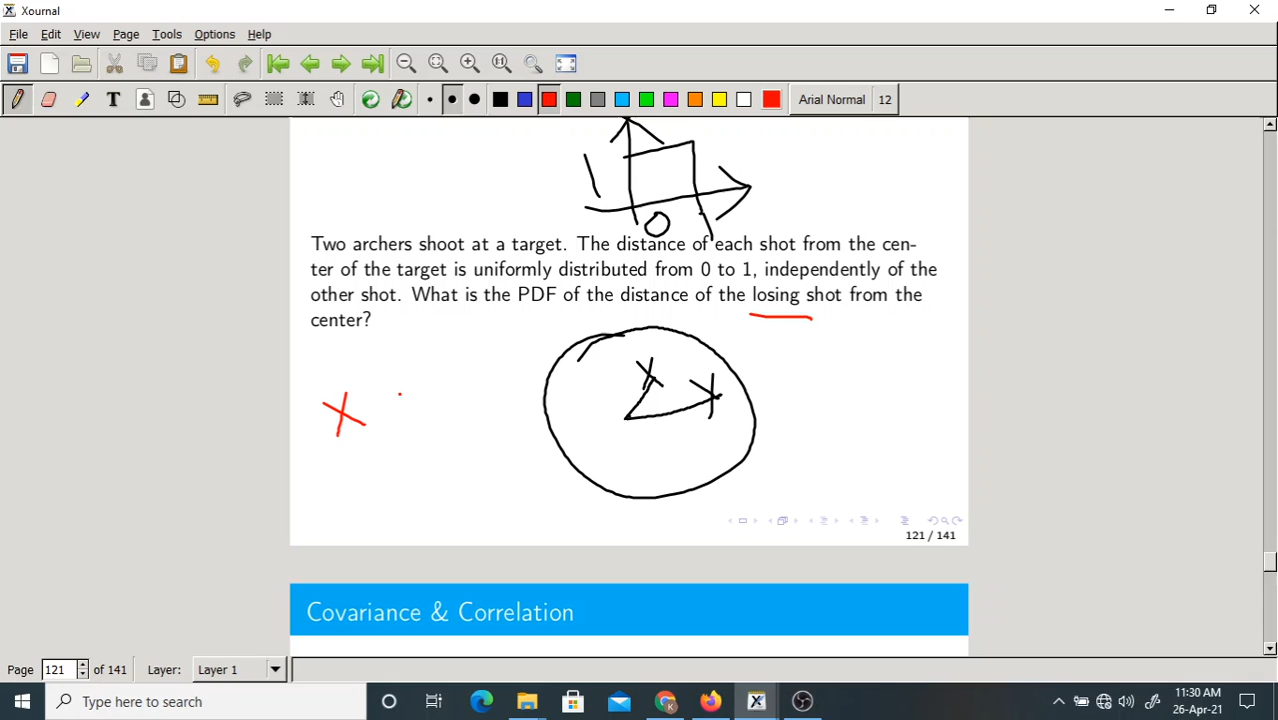 Xournal
File Edit View Page Tools Options Help
Arial Normal 12
1
0
Two archers shoot at a target. The distance of each shot from the cen-
ter of the target is uniformly distributed from 0 to 1, independently of the
other shot. What is the PDF of the distance of the losing shot from the
center?
X
121 / 141
Covariance & Correlation
Page 121 of 141 Layer: Layer 1
Type here to search
11:30 AM
26-Apr-21